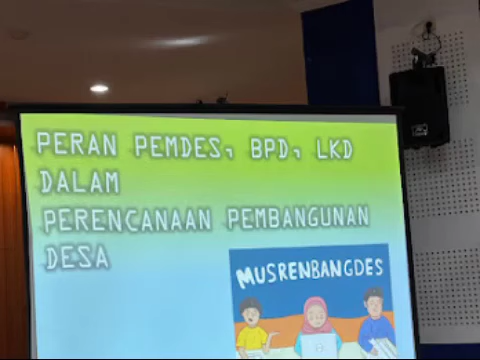 PERAN PEMDES, BPD, LKD
DALAM
PERENCANAAN PEMBANGUNAN
DESA
MUSRENBANGDES